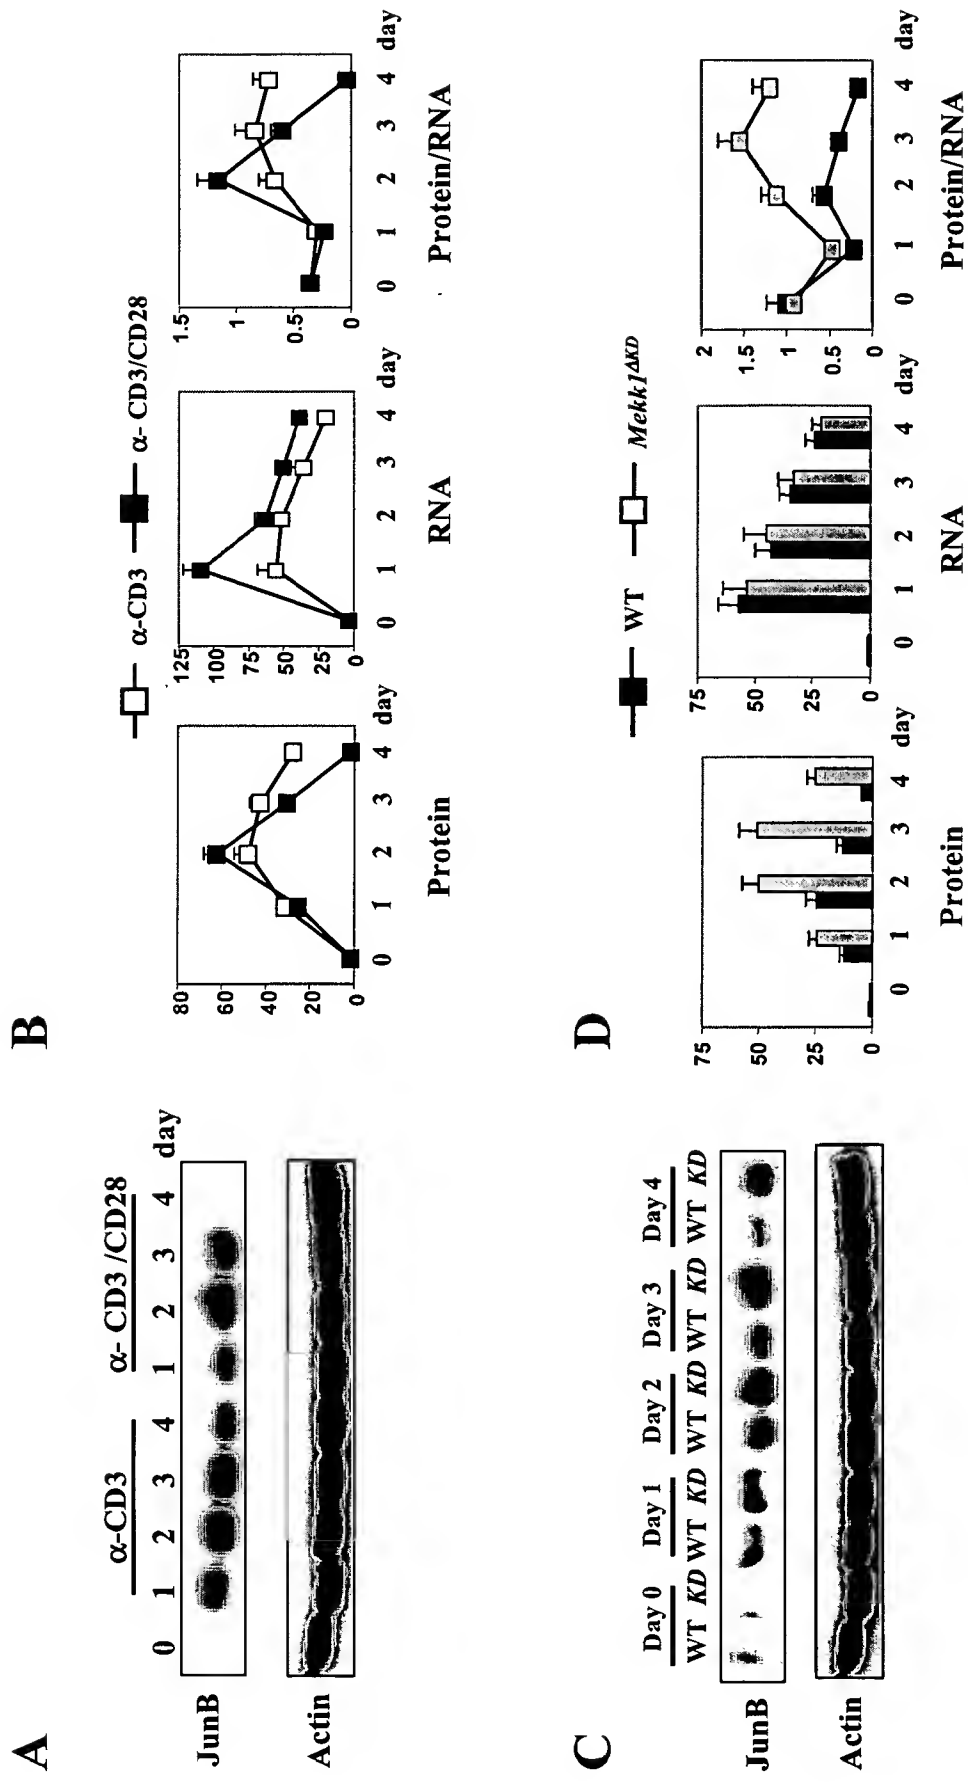 A
α-CD3
α- CD3 /CD28
0 1 2 3 4 1 2 3 4 day
JunB
Actin
B
α-CD3 α- CD3/CD28
80
60
40
20
0
0 1 2 3 4 day
Protein
125
100
75
50
25
0
0 1 2 3 4 day
RNA
1.5
1
0.5
0
0 1 2 3 4 day
Protein/RNA
C
Day 0 Day 1 Day 2 Day 3 Day 4
WT KD WT KD WT KD WT KD WT KD
JunB
Actin
D
WT Mekk1ΔKD
75
50
25
0
0 1 2 3 4 day
Protein
75
50
25
0
0 1 2 3 4 day
RNA
2
1.5
1
0.5
0
0 1 2 3 4 day
Protein/RNA